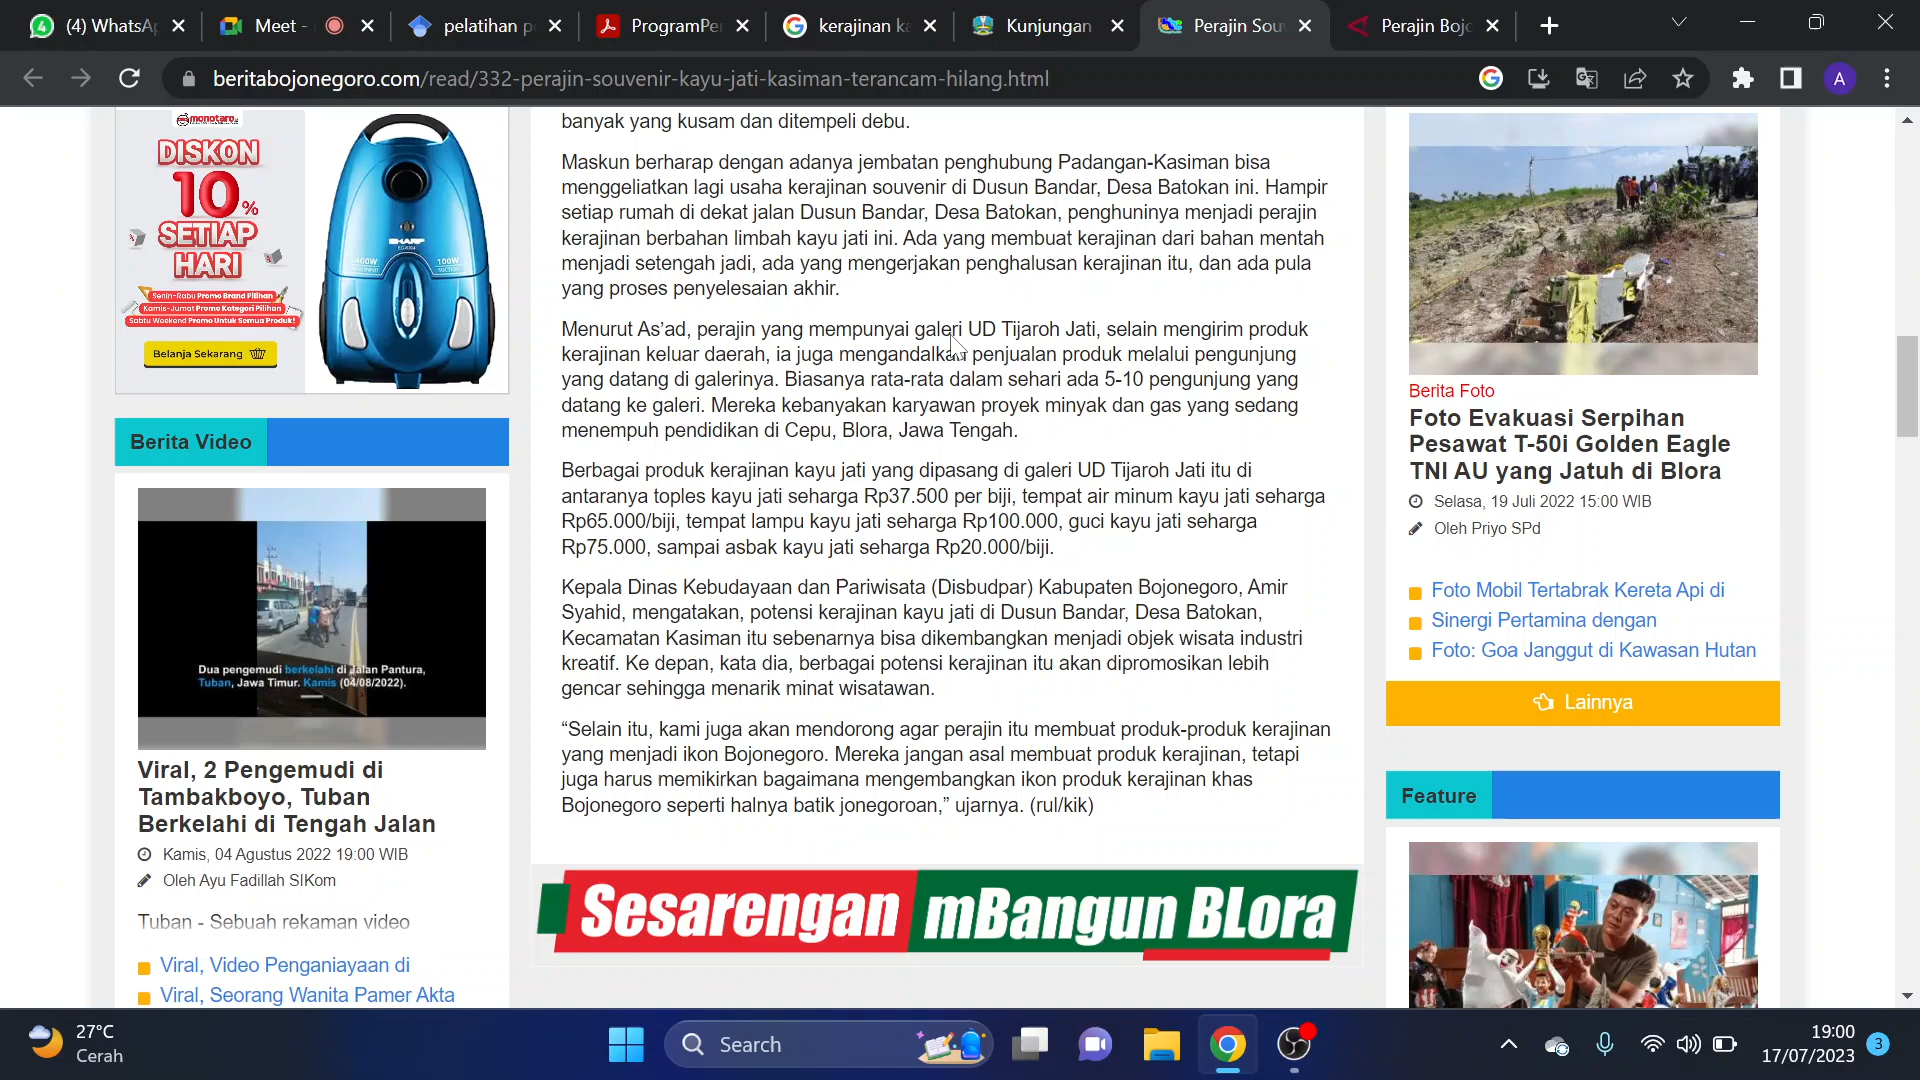 (4) WhatsA
Meet -
pelatihan p
ProgramPe
kerajinan ka
Kunjungan
Perajin Sou
Perajin Bojo
beritabojonegoro.com/read/332-perajin-souvenir-kayu-jati-kasiman-terancam-hilang.html
A
monotaro.id
DISKON
10%
SETIAP
HARI
Senin-Rabu Promo Brand Pilihan
Kamis-Jumat Promo Kategori Pilihan
Sabtu Weekend Promo Untuk Semua Produk!
Belanja Sekarang
SHARP
400W
100W
Berita Video
Dua pengemudi berkelahi di Jalan Pantura,
Tuban, Jawa Timur. Kamis (04/08/2022).
Viral, 2 Pengemudi di
Tambakboyo, Tuban
Berkelahi di Tengah Jalan
Kamis, 04 Agustus 2022 19:00 WIB
Oleh Ayu Fadillah SIKom
Tuban - Sebuah rekaman video
Viral, Video Penganiayaan di
Viral, Seorang Wanita Pamer Akta
banyak yang kusam dan ditempeli debu.
Maskun berharap dengan adanya jembatan penghubung Padangan-Kasiman bisa
menggeliatkan lagi usaha kerajinan souvenir di Dusun Bandar, Desa Batokan ini. Hampir
setiap rumah di dekat jalan Dusun Bandar, Desa Batokan, penghuninya menjadi perajin
kerajinan berbahan limbah kayu jati ini. Ada yang membuat kerajinan dari bahan mentah
menjadi setengah jadi, ada yang mengerjakan penghalusan kerajinan itu, dan ada pula
yang proses penyelesaian akhir.
Menurut As’ad, perajin yang mempunyai galeri UD Tijaroh Jati, selain mengirim produk
kerajinan keluar daerah, ia juga mengandalkan penjualan produk melalui pengunjung
yang datang di galerinya. Biasanya rata-rata dalam sehari ada 5-10 pengunjung yang
datang ke galeri. Mereka kebanyakan karyawan proyek minyak dan gas yang sedang
menempuh pendidikan di Cepu, Blora, Jawa Tengah.
Berbagai produk kerajinan kayu jati yang dipasang di galeri UD Tijaroh Jati itu di
antaranya toples kayu jati seharga Rp37.500 per biji, tempat air minum kayu jati seharga
Rp65.000/biji, tempat lampu kayu jati seharga Rp100.000, guci kayu jati seharga
Rp75.000, sampai asbak kayu jati seharga Rp20.000/biji.
Kepala Dinas Kebudayaan dan Pariwisata (Disbudpar) Kabupaten Bojonegoro, Amir
Syahid, mengatakan, potensi kerajinan kayu jati di Dusun Bandar, Desa Batokan,
Kecamatan Kasiman itu sebenarnya bisa dikembangkan menjadi objek wisata industri
kreatif. Ke depan, kata dia, berbagai potensi kerajinan itu akan dipromosikan lebih
gencar sehingga menarik minat wisatawan.
“Selain itu, kami juga akan mendorong agar perajin itu membuat produk-produk kerajinan
yang menjadi ikon Bojonegoro. Mereka jangan asal membuat produk kerajinan, tetapi
juga harus memikirkan bagaimana mengembangkan ikon produk kerajinan khas
Bojonegoro seperti halnya batik jonegoroan,” ujarnya. (rul/kik)
Sesarengan mBangun BLora
Berita Foto
Foto Evakuasi Serpihan
Pesawat T-50i Golden Eagle
TNI AU yang Jatuh di Blora
Selasa, 19 Juli 2022 15:00 WIB
Oleh Priyo SPd
Foto Mobil Tertabrak Kereta Api di
Sinergi Pertamina dengan
Foto: Goa Janggut di Kawasan Hutan
Lainnya
Feature
27°C
Cerah
Search
19:00
17/07/2023
3